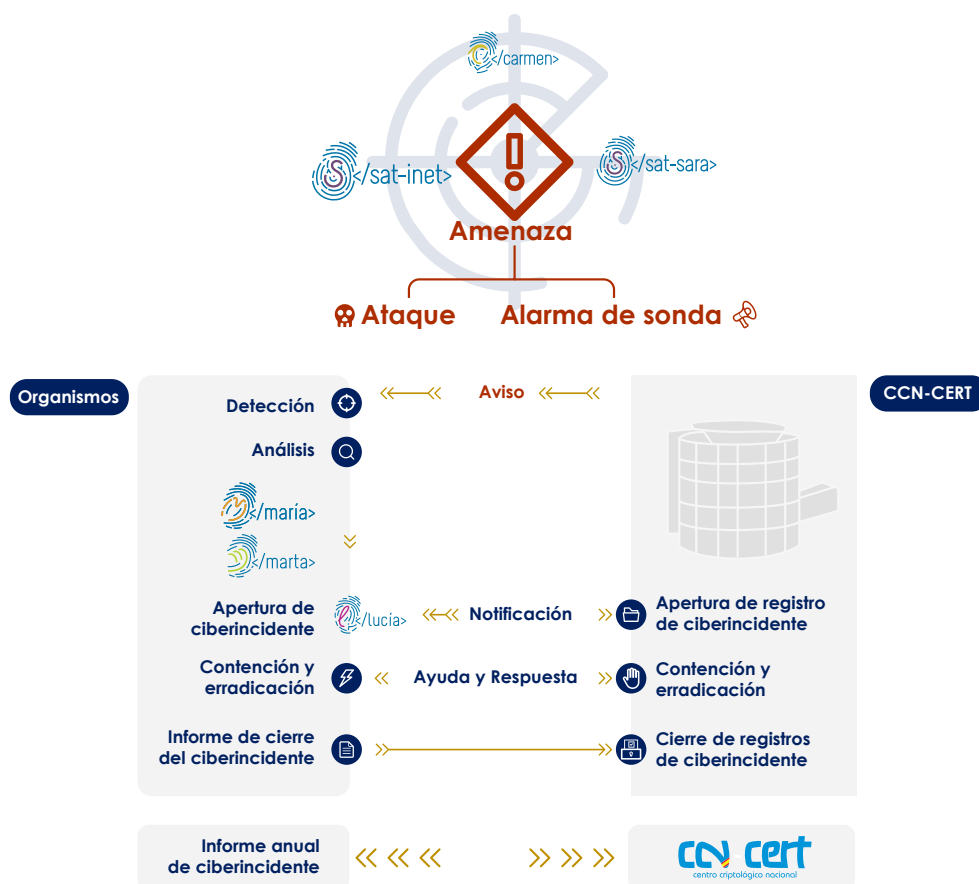 </carmen>
</sat-inet>
</sat-sara>
Amenaza
Ataque
Alarma de sonda
Organismos
Aviso
CCN-CERT
Detección
Análisis
</maría>
</marta>
Apertura de
ciberincidente
</lucía>
Notificación
Apertura de registro
de ciberincidente
Contención y
erradicación
Ayuda y Respuesta
Contención y
erradicación
Informe de cierre
del ciberincidente
Cierre de registros
de ciberincidente
Informe anual
de ciberincidente
ccn-cert
centro criptológico nacional